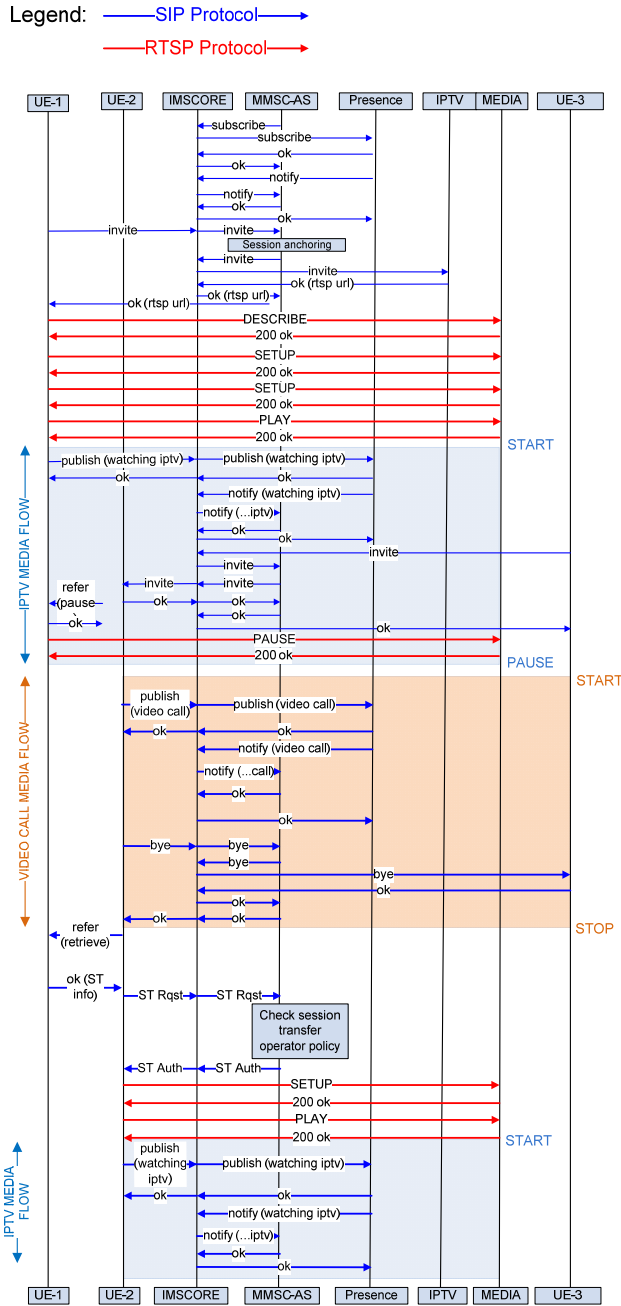 Legend: SIP Protocol
RTSP Protocol
UE-1 UE-2 IMSCORE MMSC-AS Presence IPTV MEDIA UE-3
subscribe
subscribe
ok
ok
notify
notify
ok
ok
invite invite
Session anchoring
invite
invite
ok (rtsp url)
ok (rtsp url)
ok (rtsp url)
DESCRIBE
200 ok
SETUP
200 ok
SETUP
200 ok
PLAY
200 ok
START
IPTV MEDIA FLOW
publish (watching iptv) publish (watching iptv)
ok ok
notify (watching iptv)
notify (...iptv)
ok
ok
invite
invite
invite invite
refer
(pause
)
ok ok
ok
ok
ok
PAUSE
200 ok
PAUSE
START
VIDEO CALL MEDIA FLOW
publish
(video call)
publish (video call)
ok ok
notify (video call)
notify (...call)
ok
ok
bye bye
bye
bye
ok
ok
ok ok
STOP
refer
(retrieve)
ok (ST
info)
ST Rqst ST Rqst
Check session
transfer
operator policy
ST Auth ST Auth
SETUP
200 ok
PLAY
200 ok
START
IPTV MEDIA
FLOW
publish
(watching
iptv)
publish (watching iptv)
ok ok
notify (watching iptv)
notify (...iptv)
ok
ok
UE-1 UE-2 IMSCORE MMSC-AS Presence IPTV MEDIA UE-3